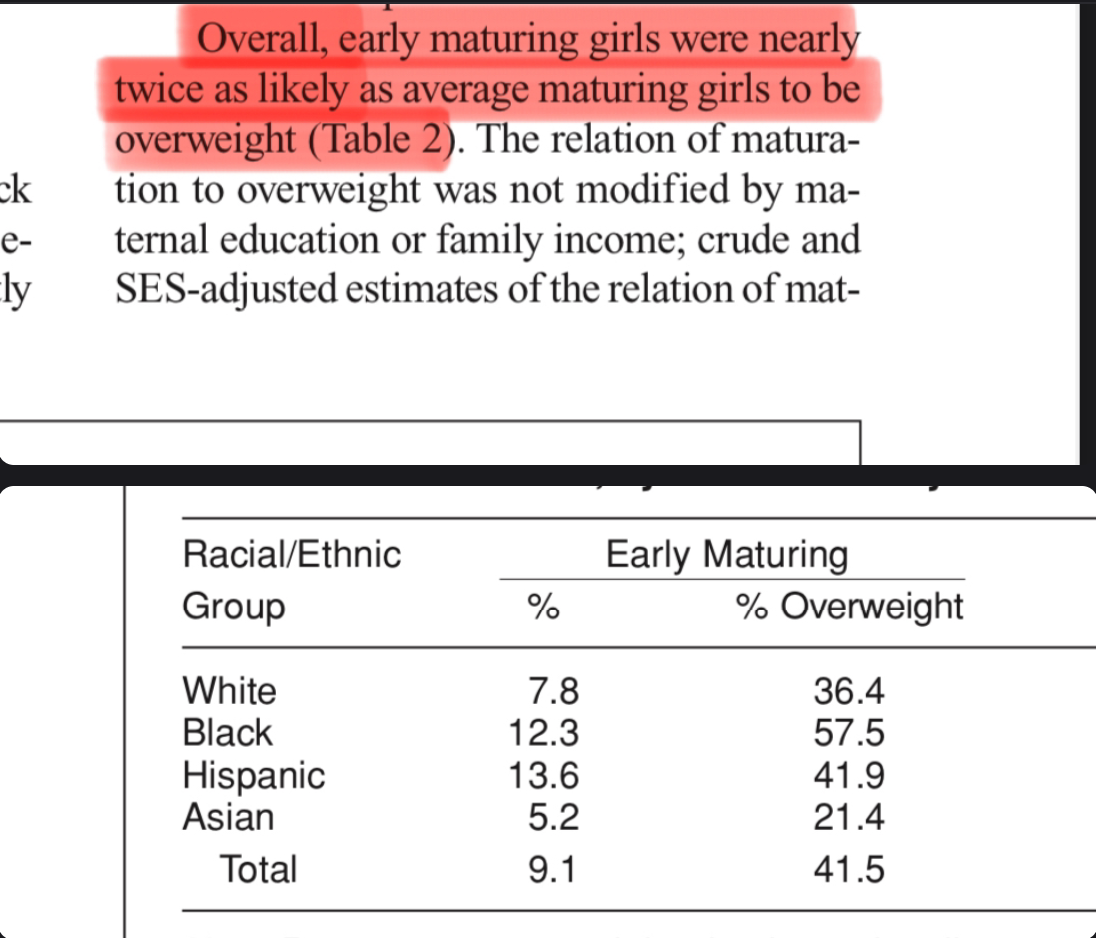 Overall, early maturing girls were nearly
twice as likely as average maturing girls to be
overweight (Table 2). The relation of matura-
ck tion to overweight was not modified by ma-
e- ternal education or family income; crude and
ly SES-adjusted estimates of the relation of mat-
Racial/Ethnic Early Maturing
Group % % Overweight
White 7.8 36.4
Black 12.3 57.5
Hispanic 13.6 41.9
Asian 5.2 21.4
Total 9.1 41.5